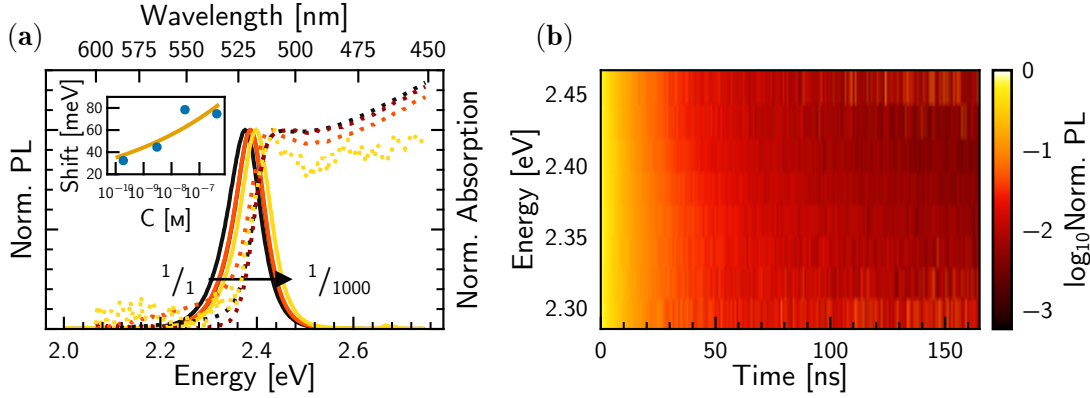 (a)
Wavelength [nm]
600 575 550 525 500 475 450
Norm. PL
Norm. Absorption
Shift [meV]
80
60
40
20
10⁻¹⁰ 10⁻⁹ 10⁻⁸ 10⁻⁷
C [M]
1/1
1/1000
2.0 2.2 2.4 2.6
Energy [eV]
(b)
Energy [eV]
2.45
2.40
2.35
2.30
0 50 100 150
Time [ns]
0
−1
−2
−3
log₁₀Norm. PL